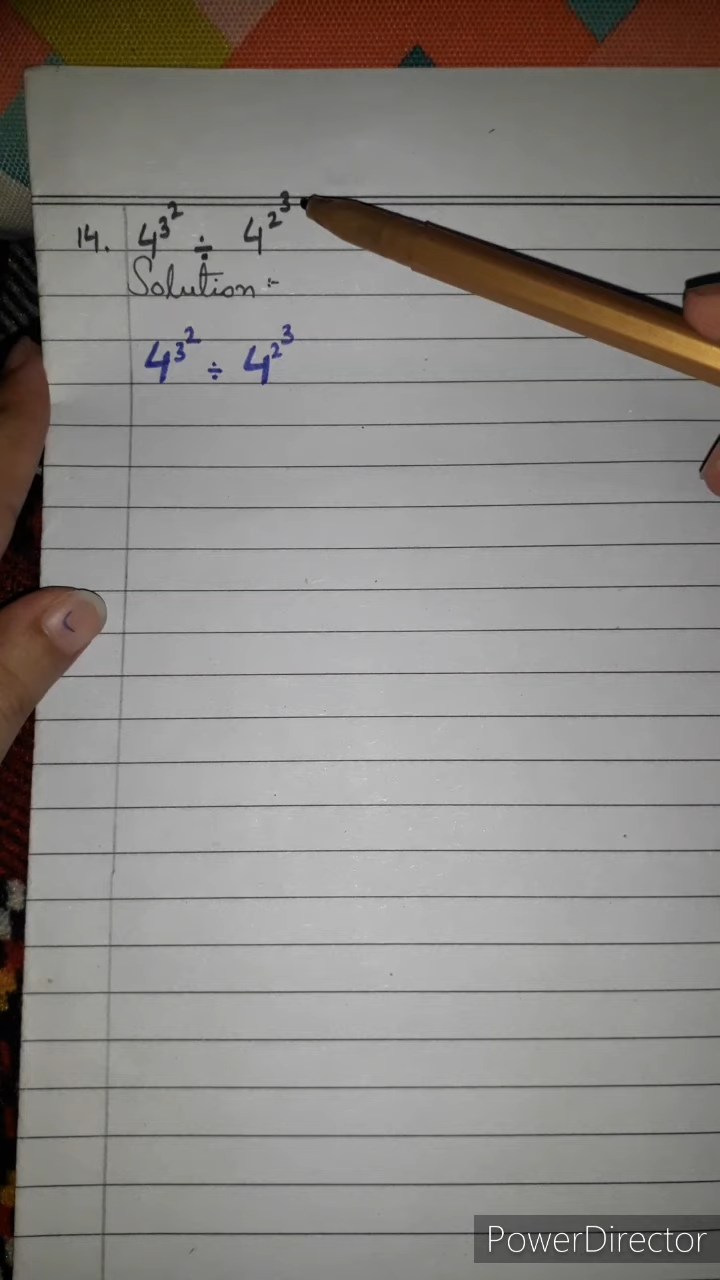 14. 4^3^2 ÷ 4^2^3
Solution :-
4^3^2 ÷ 4^2^3
PowerDirector